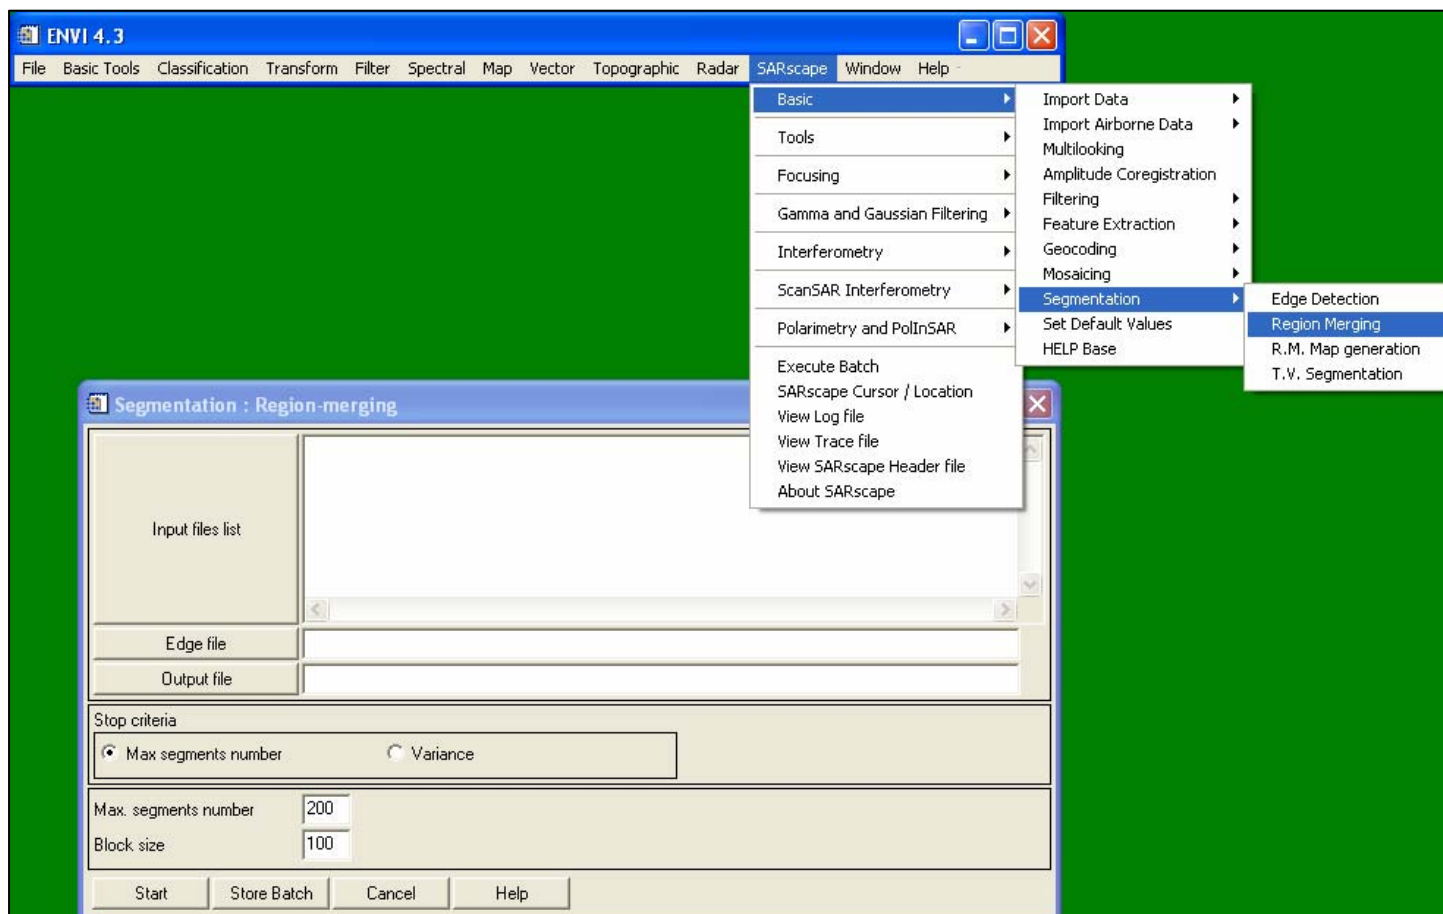 ENVI 4.3
File Basic Tools Classification Transform Filter Spectral Map Vector Topographic Radar SARscape Window Help
Basic
Tools
Focusing
Gamma and Gaussian Filtering
Interferometry
ScanSAR Interferometry
Polarimetry and PolInSAR
Execute Batch
SARscape Cursor / Location
View Log file
View Trace file
View SARscape Header file
About SARscape
Import Data
Import Airborne Data
Multilooking
Amplitude Coregistration
Filtering
Feature Extraction
Geocoding
Mosaicing
Segmentation
Set Default Values
HELP Base
Edge Detection
Region Merging
R.M. Map generation
T.V. Segmentation
Segmentation : Region-merging
Input files list
Edge file
Output file
Stop criteria
Max segments number Variance
Max. segments number 200
Block size 100
Start Store Batch Cancel Help